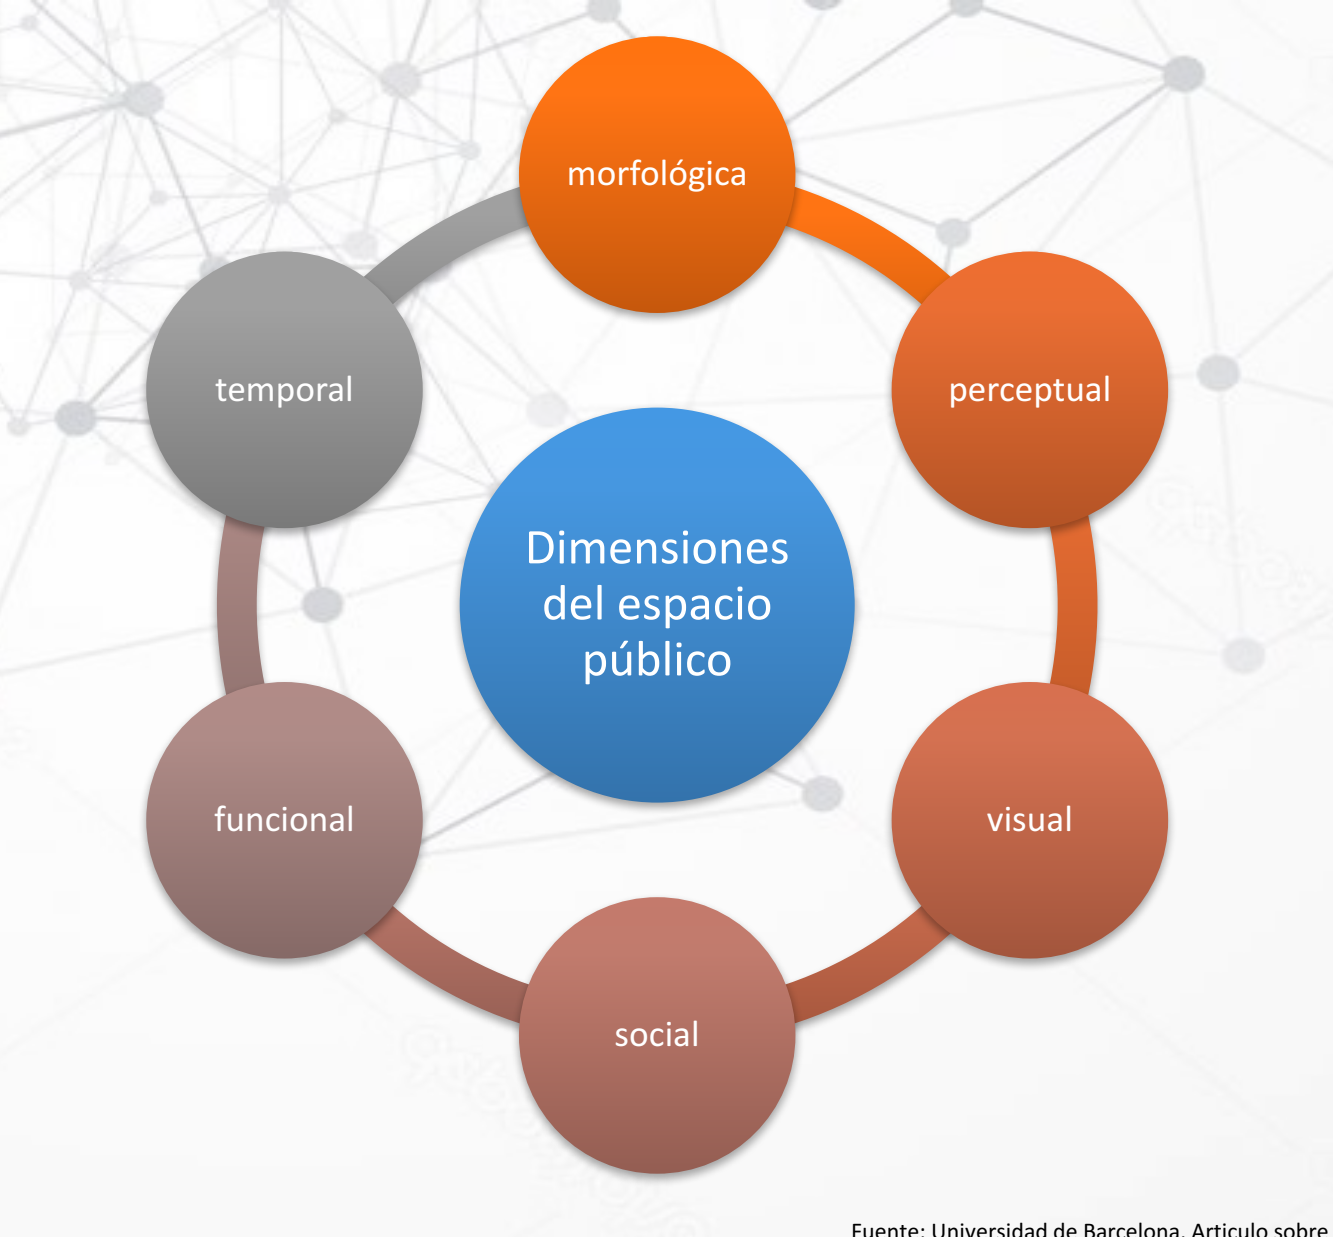 morfológica
temporal
perceptual
Dimensiones
del espacio
público
funcional
visual
social
Fuente: Universidad de Barcelona. Articulo sobre